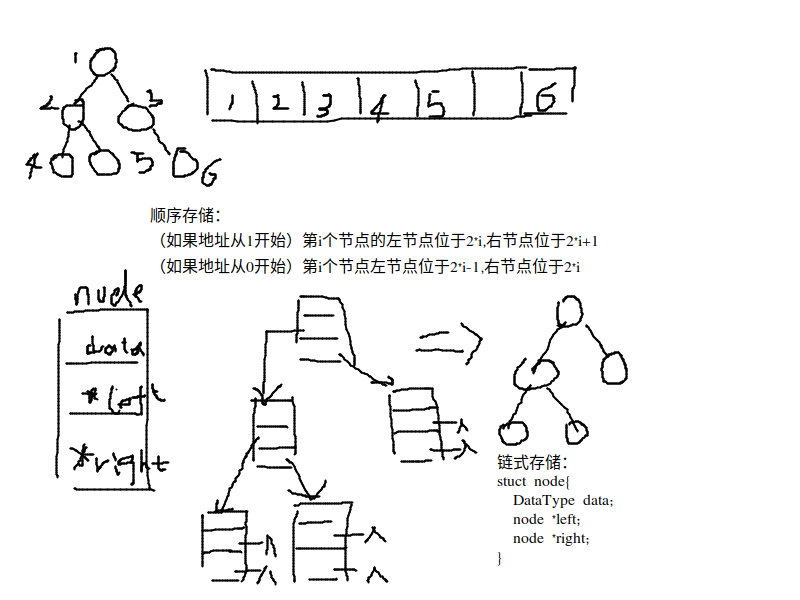 1
2 3
4 5 6
1 2 3 4 5 6
顺序存储：
（如果地址从1开始）第i个节点的左节点位于2*i,右节点位于2*i+1
（如果地址从0开始）第i个节点左节点位于2*i-1,右节点位于2*i
node
data
*left
*right
链式存储：
stuct node{
DataType data;
node *left;
node *right;
}